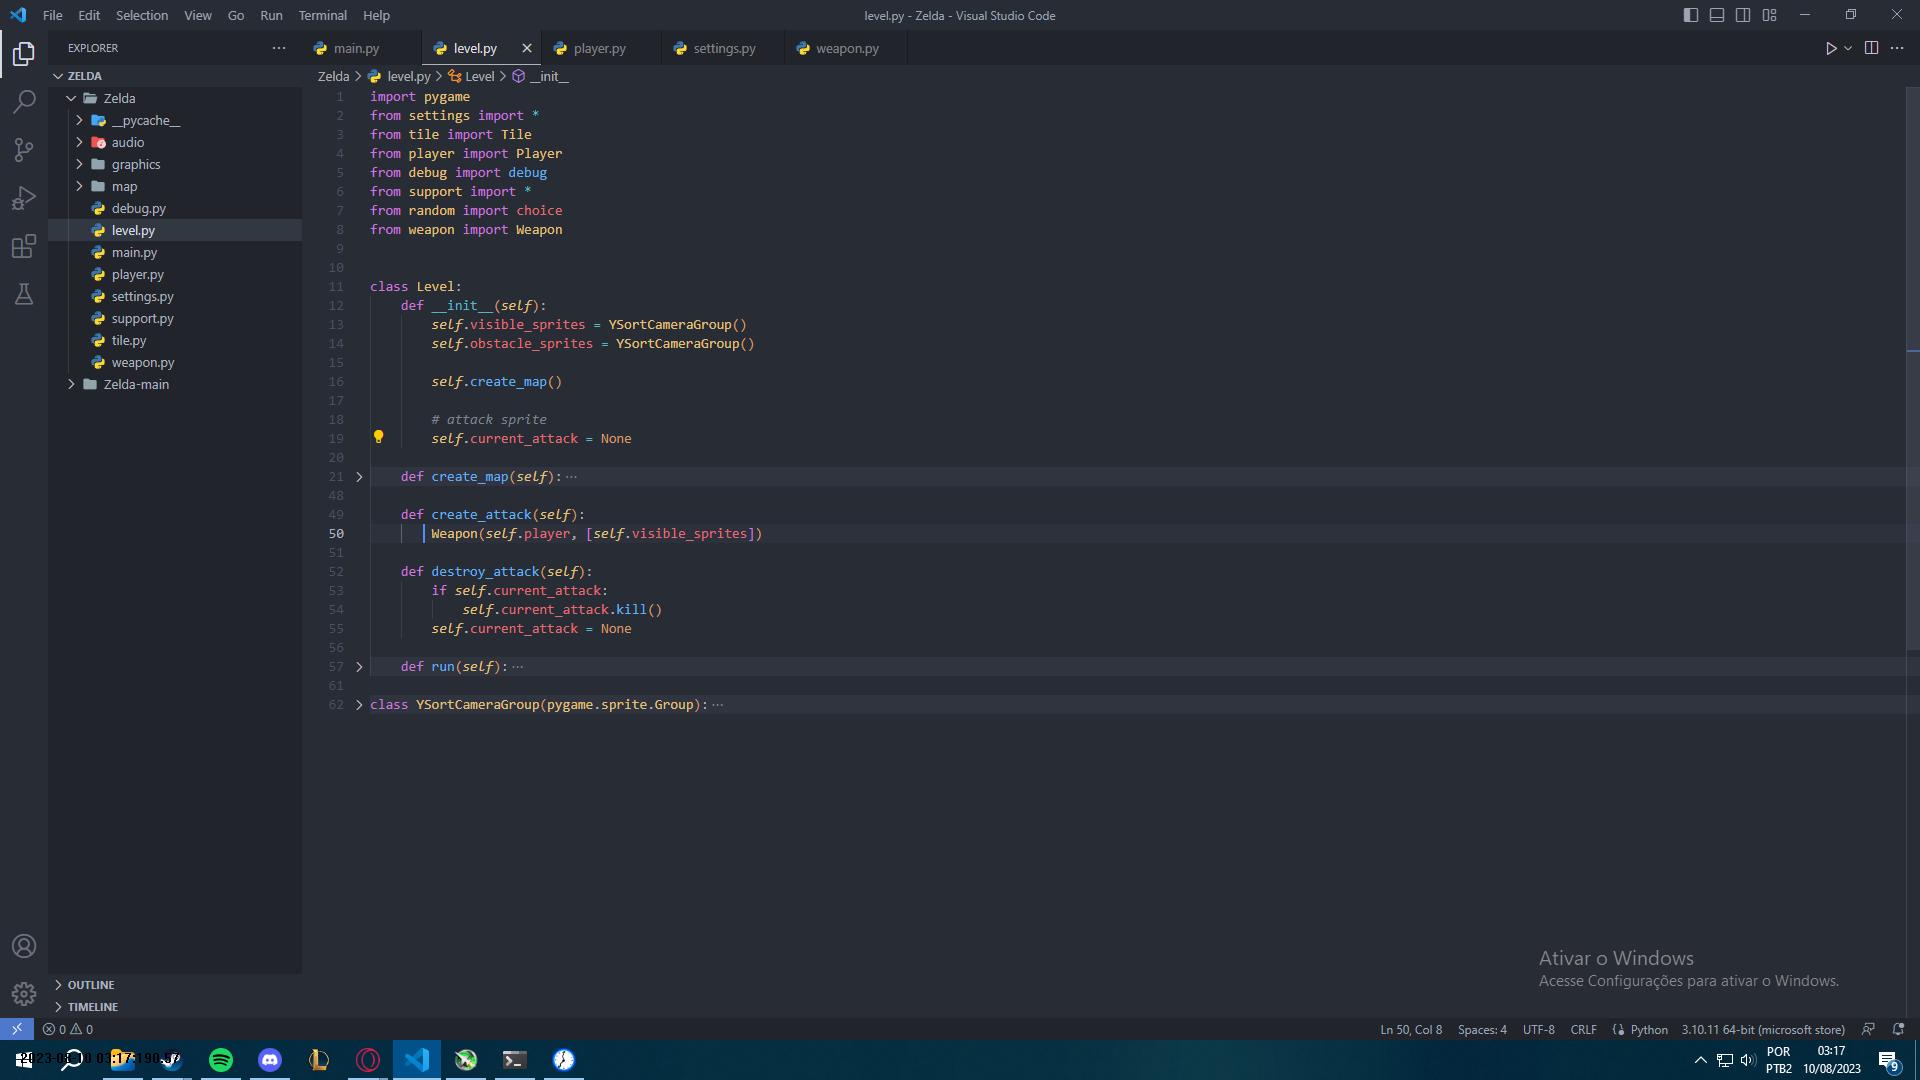 File Edit Selection View Go Run Terminal Help
level.py - Zelda - Visual Studio Code
EXPLORER
main.py
level.py
player.py
settings.py
weapon.py
ZELDA
Zelda
__pycache__
audio
graphics
map
debug.py
level.py
main.py
player.py
settings.py
support.py
tile.py
weapon.py
Zelda-main
OUTLINE
TIMELINE
Zelda > level.py > Level > __init__
1 import pygame
2 from settings import *
3 from tile import Tile
4 from player import Player
5 from debug import debug
6 from support import *
7 from random import choice
8 from weapon import Weapon
9
10
11 class Level:
12 def __init__(self):
13 self.visible_sprites = YSortCameraGroup()
14 self.obstacle_sprites = YSortCameraGroup()
15
16 self.create_map()
17
18 # attack sprite
19 self.current_attack = None
20
21 def create_map(self): ···
48
49 def create_attack(self):
50 Weapon(self.player, [self.visible_sprites])
51
52 def destroy_attack(self):
53 if self.current_attack:
54 self.current_attack.kill()
55 self.current_attack = None
56
57 def run(self): ···
61
62 class YSortCameraGroup(pygame.sprite.Group): ···
Ativar o Windows
Acesse Configurações para ativar o Windows.
0 0
Ln 50, Col 8 Spaces: 4 UTF-8 CRLF Python 3.10.11 64-bit (microsoft store)
POR
PTB2
03:17
10/08/2023
9